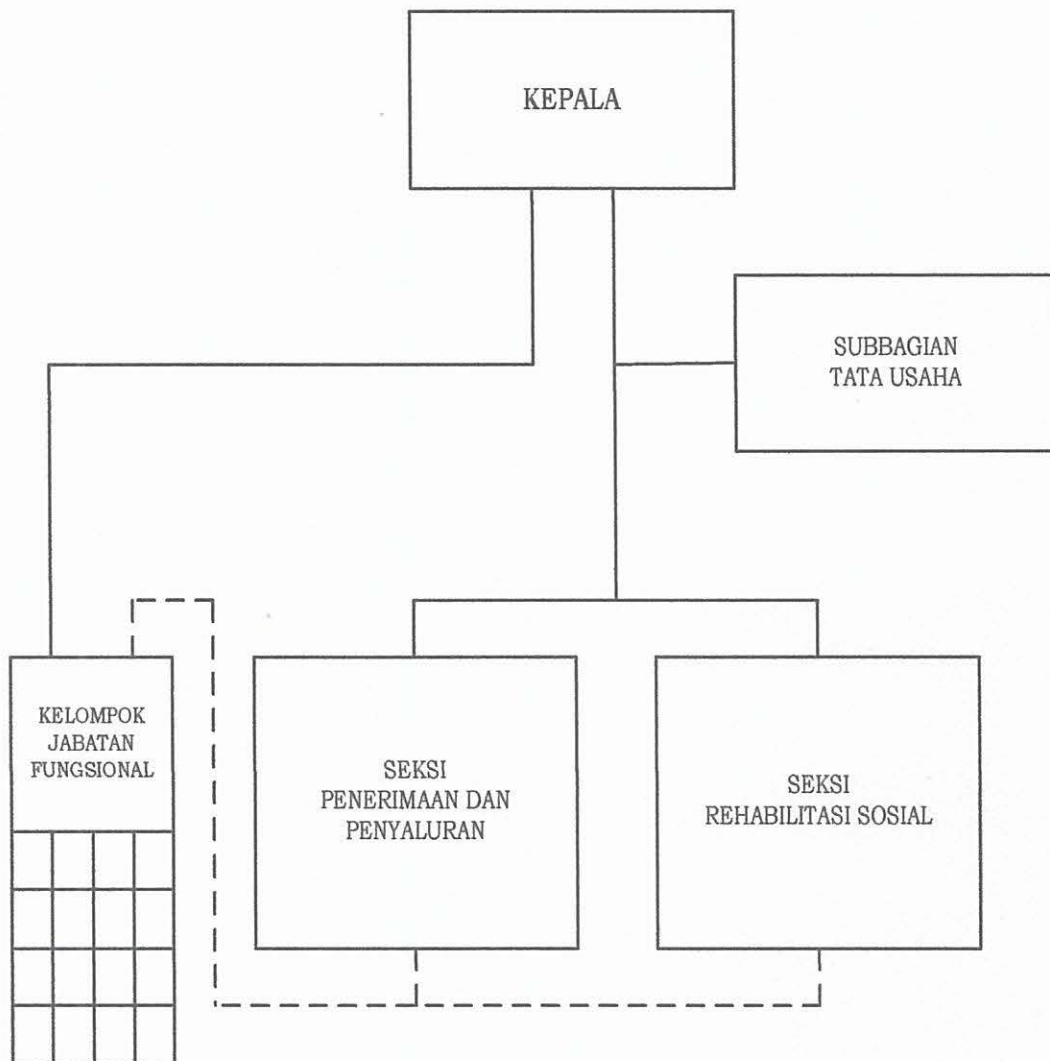 KEPALA
SUBBAGIAN
TATA USAHA
KELOMPOK
JABATAN
FUNGSIONAL
SEKSI
PENERIMAAN DAN
PENYALURAN
SEKSI
REHABILITASI SOSIAL